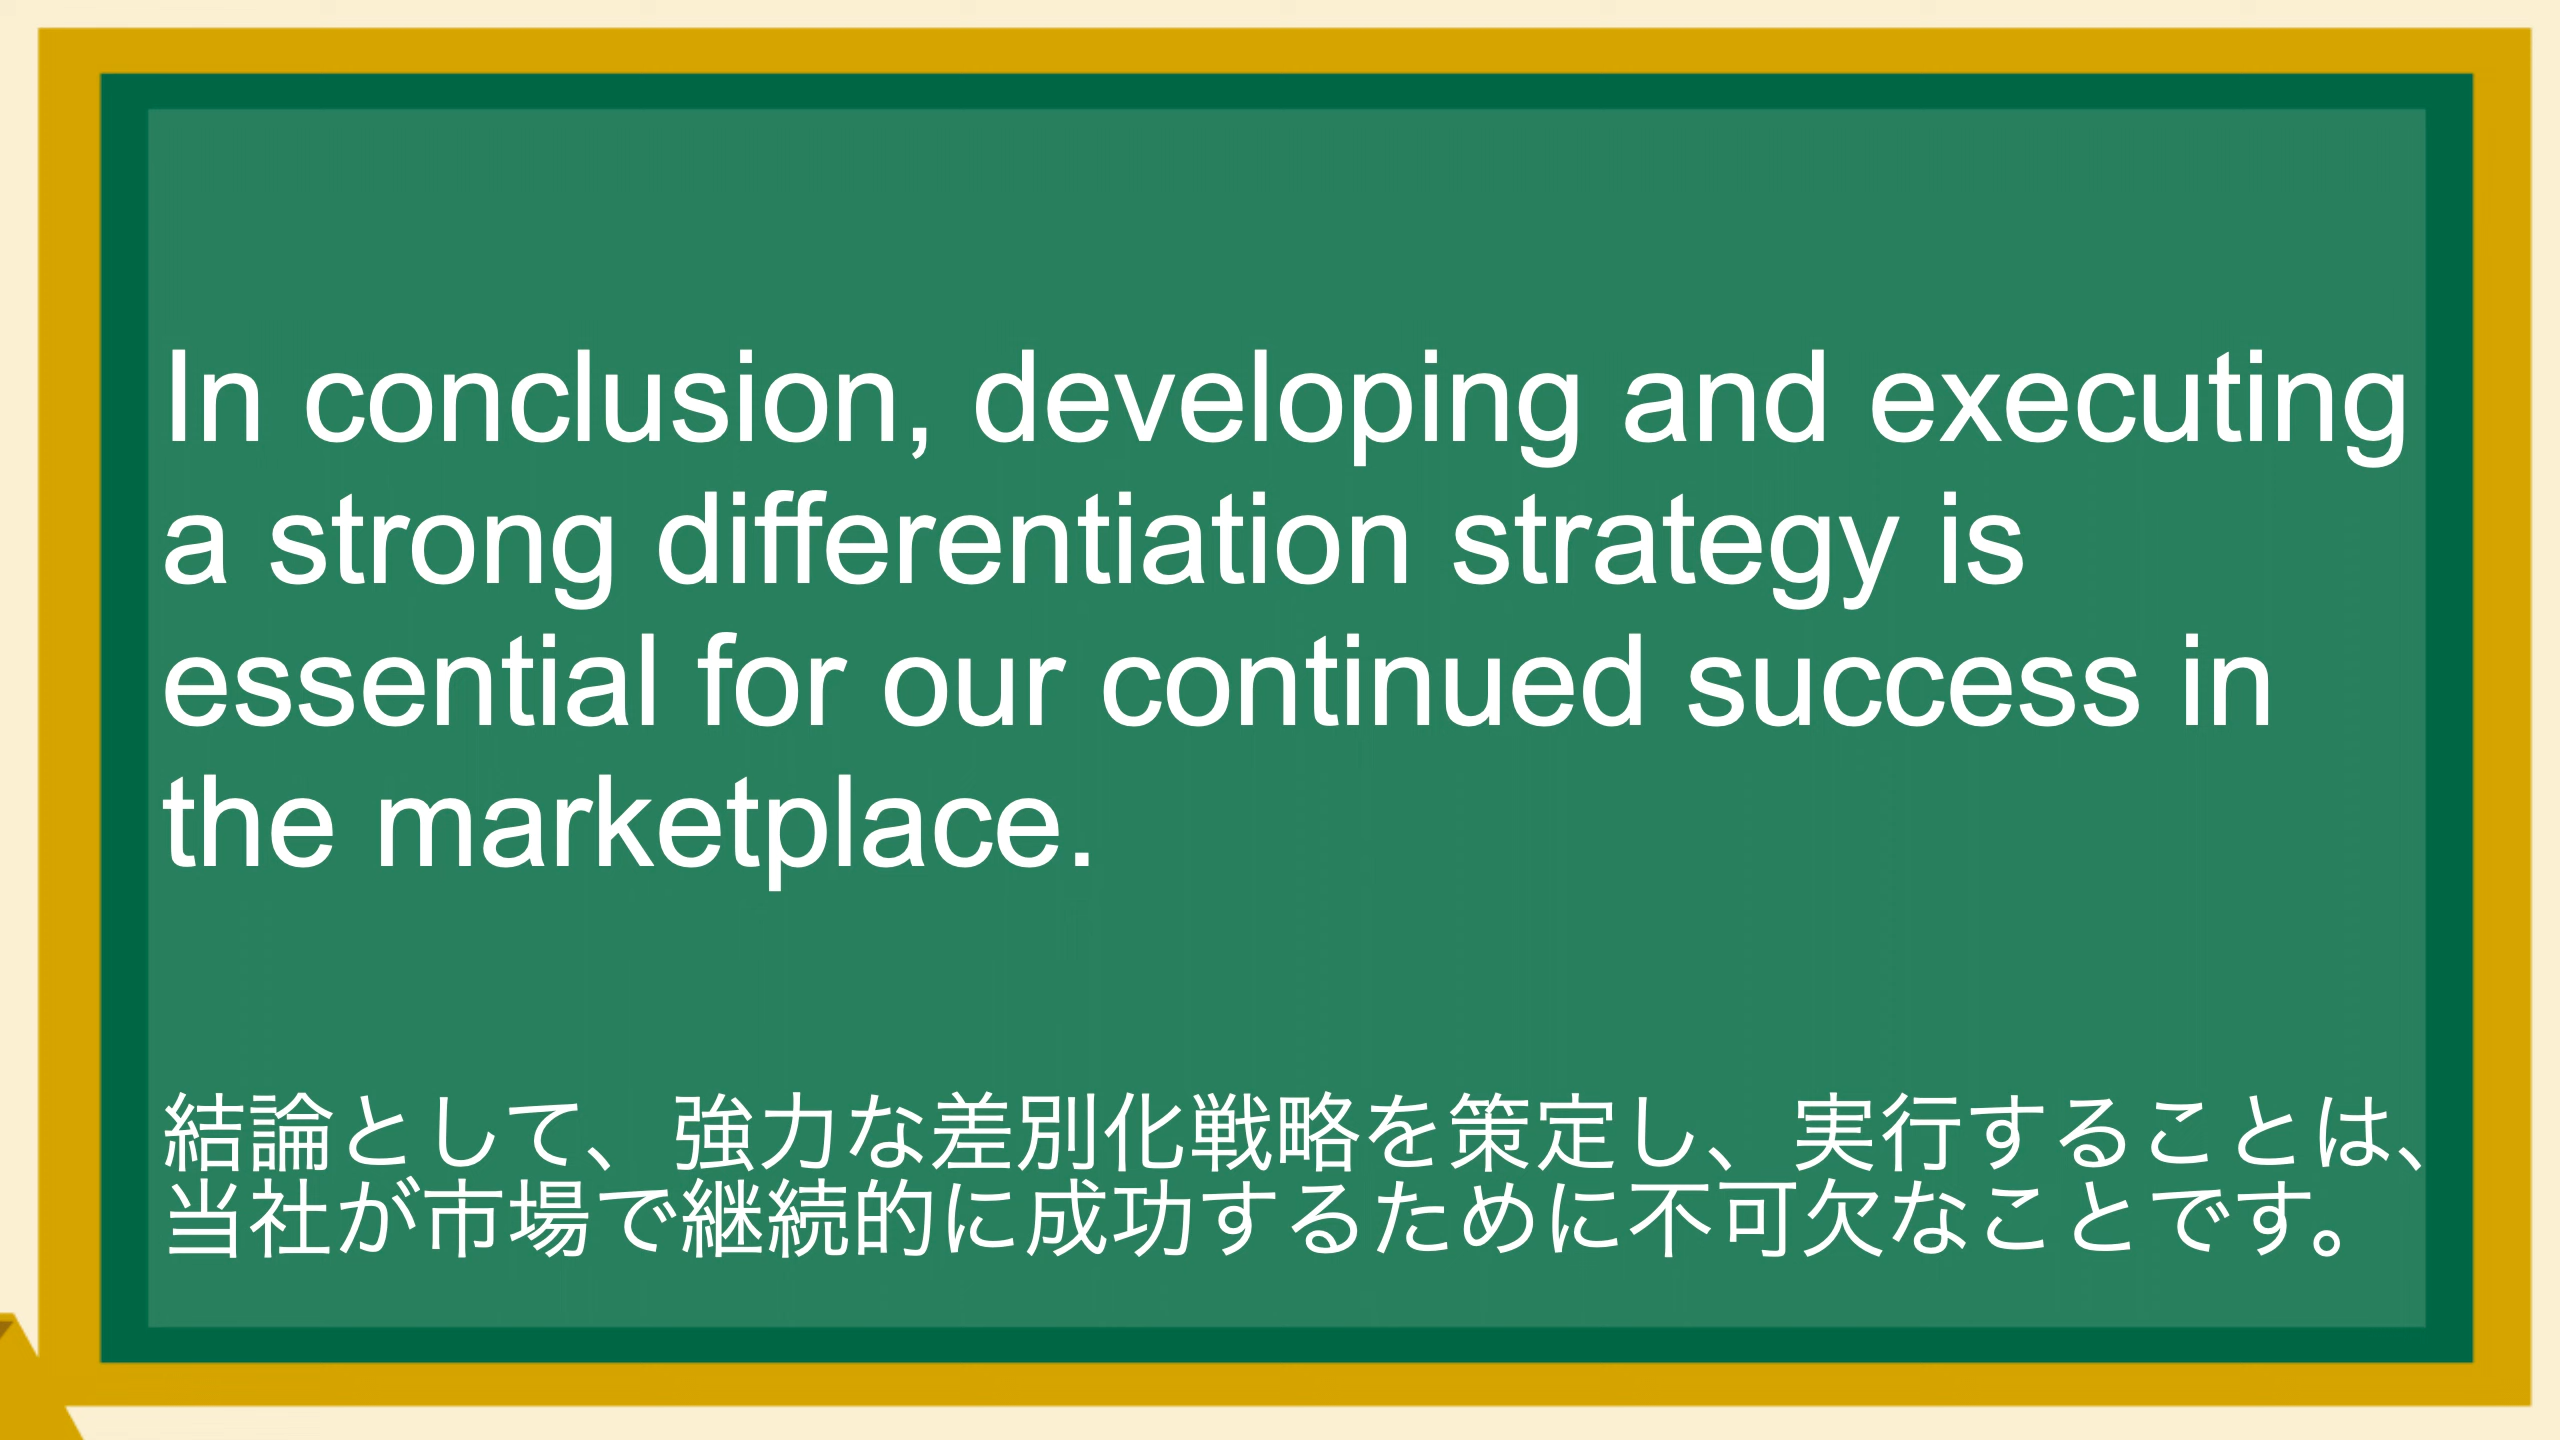 In conclusion, developing and executing
a strong differentiation strategy is
essential for our continued success in
the marketplace.
結論として、強力な差別化戦略を策定し、実行することは、
当社が市場で継続的に成功するために不可欠なことです。